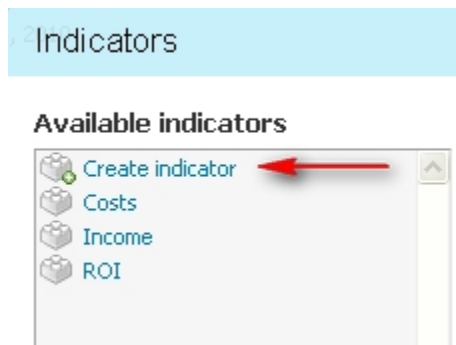 Indicators
Available indicators
Create indicator
Costs
Income
ROI